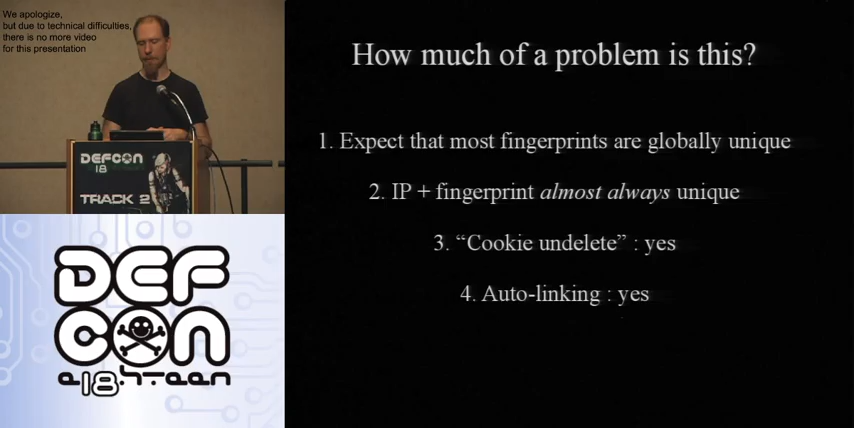 We apologize,
but due to technical difficulties,
there is no more video
for this presentation
DEFCON
18
TRACK 2
DEF
CON
e18hteen
How much of a problem is this?
1. Expect that most fingerprints are globally unique
2. IP + fingerprint almost always unique
3. “Cookie undelete” : yes
4. Auto-linking : yes